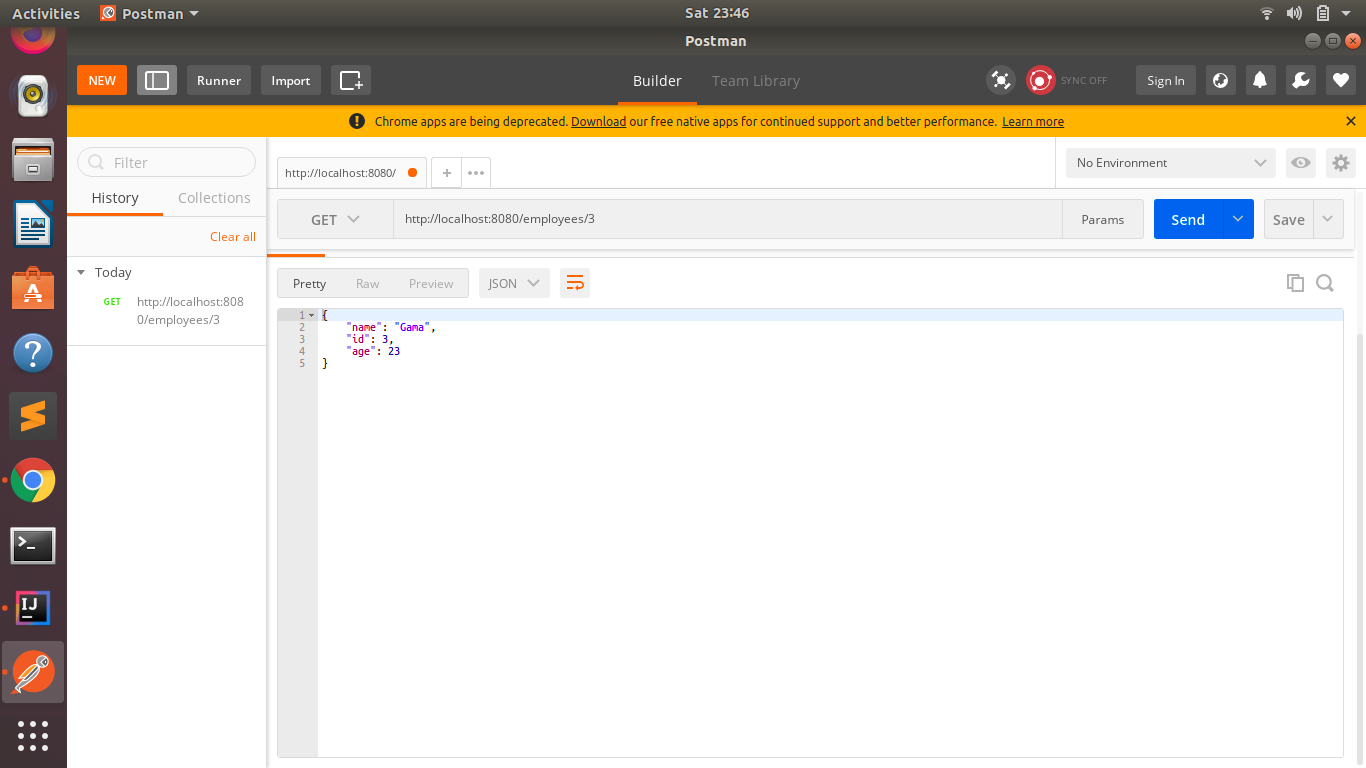 Activities Postman Sat 23:46
Postman
NEW Runner Import Builder Team Library SYNC OFF Sign In
Chrome apps are being deprecated. Download our free native apps for continued support and better performance. Learn more
Filter
History Collections
Clear all
Today
GET http://localhost:808
0/employees/3
http://localhost:8080/ + ••• No Environment
GET http://localhost:8080/employees/3 Params Send Save
Pretty Raw Preview JSON
1 {
2 "name": "Gama",
3 "id": 3,
4 "age": 23
5 }
>_
IJ